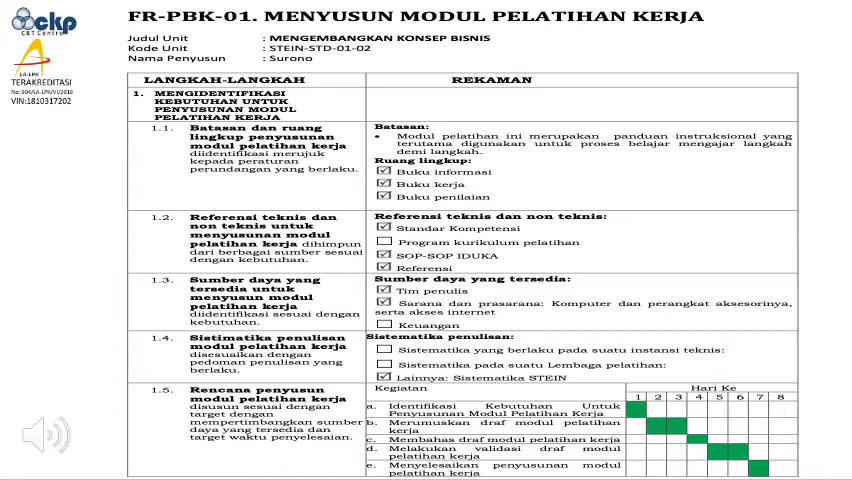 FR-PBK-01. MENYUSUN MODUL PELATIHAN KERJA
ckp
CBT Centre
LA-LPK
TERAKREDITASI
No: 904/LA-LPK/VI/2019
VIN:1810317202
Judul Unit : MENGEMBANGKAN KONSEP BISNIS
Kode Unit : STEIN-STD-01-02
Nama Penyusun : Surono
LANGKAH-LANGKAH REKAMAN
1. MENGIDENTIFIKASI
KEBUTUHAN UNTUK
PENYUSUNAN MODUL
PELATIHAN KERJA
1.1. Batasan dan ruang
lingkup penyusunan
modul pelatihan kerja
diidentifikasi merujuk
kepada peraturan
perundangan yang berlaku.
Batasan:
• Modul pelatihan ini merupakan panduan instruksional yang
terutama digunakan untuk proses belajar mengajar langkah
demi langkah.
Ruang lingkup:
Buku informasi
Buku kerja
Buku penilaian
1.2. Referensi teknis dan
non teknis untuk
menyusunan modul
pelatihan kerja dihimpun
dari berbagai sumber sesuai
dengan kebutuhan.
Referensi teknis dan non teknis:
Standar Kompetensi
Program kurikulum pelatihan
SOP-SOP IDUKA
Referensi
1.3. Sumber daya yang
tersedia untuk
menyusun modul
pelatihan kerja
diidentifikasi sesuai dengan
kebutuhan.
Sumber daya yang tersedia:
Tim penulis
Sarana dan prasarana: Komputer dan perangkat aksesorinya,
serta akses internet
Keuangan
1.4. Sistimatika penulisan
modul pelatihan kerja
disesuaikan dengan
pedoman penulisan yang
berlaku.
Sistematika penulisan:
Sistematika yang berlaku pada suatu instansi teknis:
Sistematika pada suatu Lembaga pelatihan:
Lainnya: Sistematika STEIN
1.5. Rencana penyusun
modul pelatihan kerja
disusun sesuai dengan
target dengan
mempertimbangkan sumber
daya yang tersedia dan
target waktu penyelesaian.
Kegiatan Hari Ke
1 2 3 4 5 6 7 8
a. Identifikasi Kebutuhan Untuk
Penyusunan Modul Pelatihan Kerja
b. Merumuskan draf modul pelatihan
kerja
c. Membahas draf modul pelatihan kerja
d. Melakukan validasi draf modul
pelatihan kerja
e. Menyelesaikan penyusunan modul
pelatihan kerja